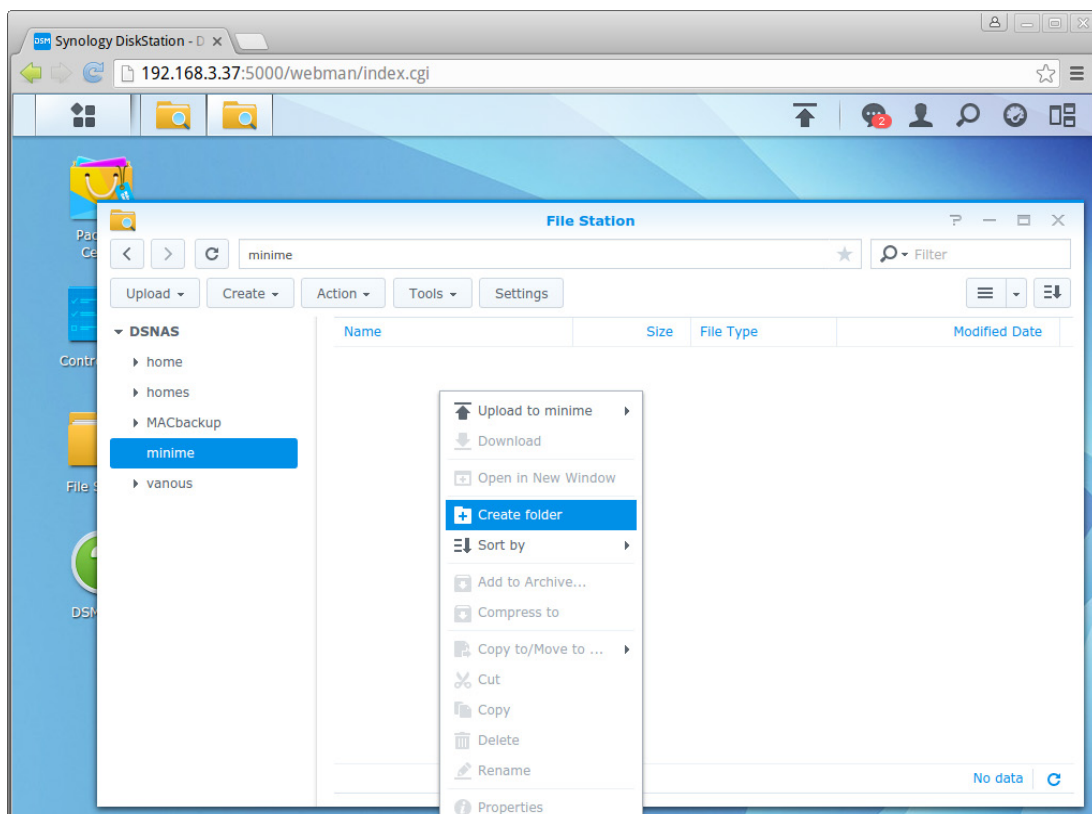 DSM Synology DiskStation - D
192.168.3.37:5000/webman/index.cgi
2
File Station
minime
Filter
Upload
Create
Action
Tools
Settings
DSNAS
home
homes
MACbackup
minime
vanous
Name
Size
File Type
Modified Date
Upload to minime
Download
Open in New Window
Create folder
Sort by
Add to Archive...
Compress to
Copy to/Move to ...
Cut
Copy
Delete
Rename
Properties
No data
Pac
Ce
Contr
File S
DSM